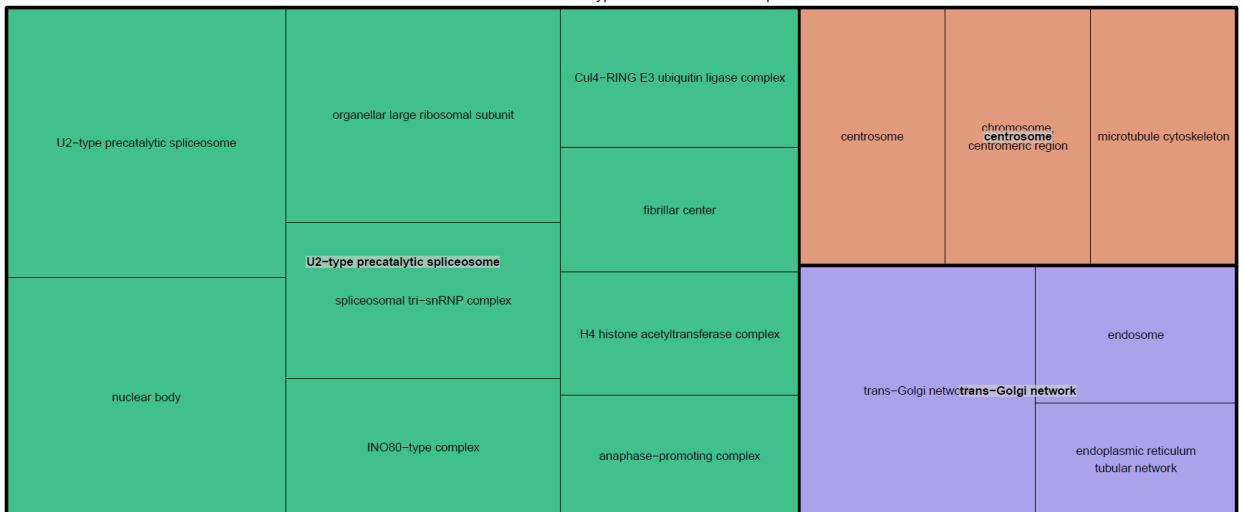 U2−type precatalytic spliceosome
nuclear body
organellar large ribosomal subunit
U2−type precatalytic spliceosome
spliceosomal tri−snRNP complex
INO80−type complex
Cul4−RING E3 ubiquitin ligase complex
fibrillar center
H4 histone acetyltransferase complex
anaphase−promoting complex
centrosome
chromosome,
centrosome
centromeric region
microtubule cytoskeleton
trans−Golgi
trans−Golgi network
endosome
endoplasmic reticulum
tubular network